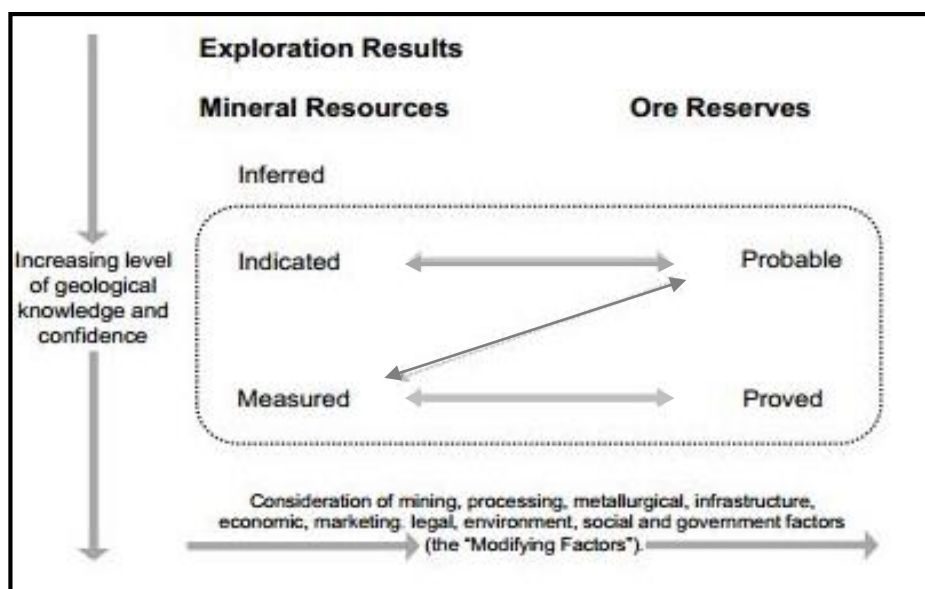 Exploration Results
Mineral Resources
Ore Reserves
Inferred
Increasing level
of geological
knowledge and
confidence
Indicated
Probable
Measured
Proved
Consideration of mining, processing, metallurgical, infrastructure,
economic, marketing. legal, environment, social and government factors
(the "Modifying Factors").